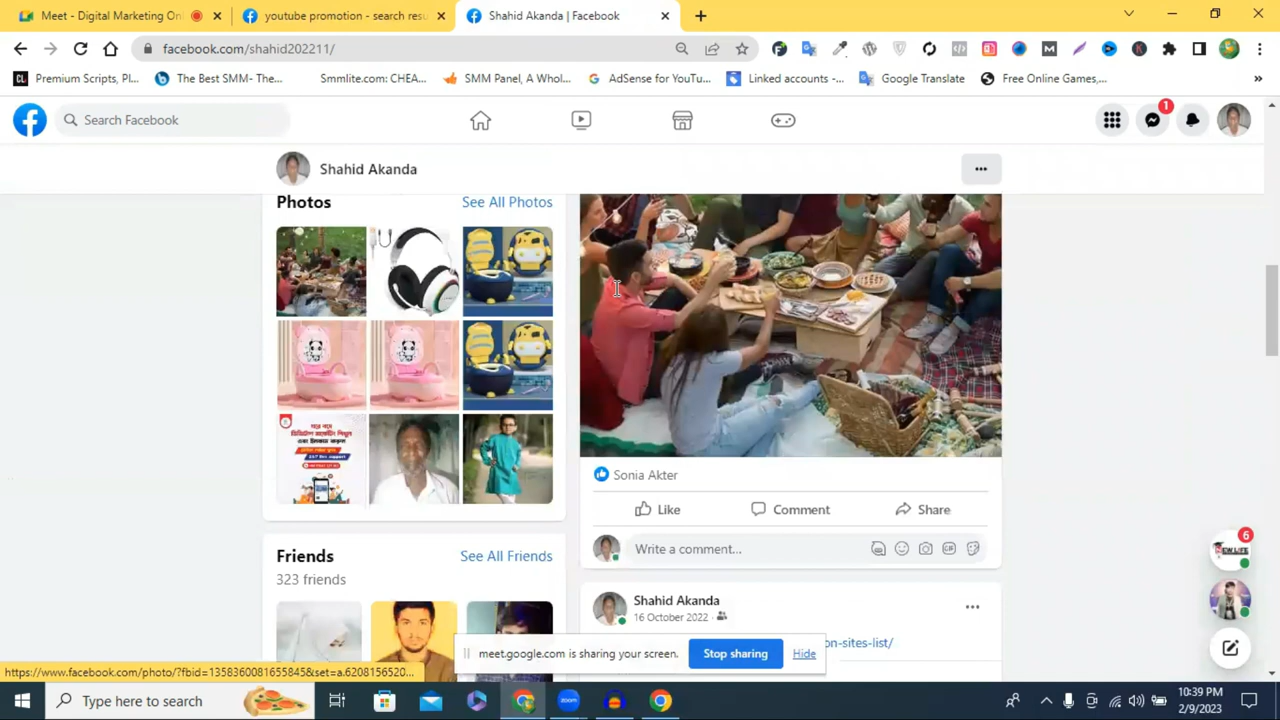 Meet - Digital Marketing On
youtube promotion - search resu
Shahid Akanda | Facebook
facebook.com/shahid202211/
CL Premium Scripts, Pl...
The Best SMM- The...
Smmlite.com: CHEA...
SMM Panel, A Whol...
AdSense for YouTu...
Linked accounts -...
Google Translate
Free Online Games,...
Search Facebook
1
Shahid Akanda
Photos
See All Photos
Sonia Akter
Like
Comment
Share
Write a comment...
GIF
Friends
See All Friends
323 friends
Shahid Akanda
16 October 2022
on-sites-list/
6
meet.google.com is sharing your screen.
Stop sharing
Hide
https://www.facebook.com/photo/?fbid=1358360081655845&set=a.6208156520...
Type here to search
10:39 PM
2/9/2023